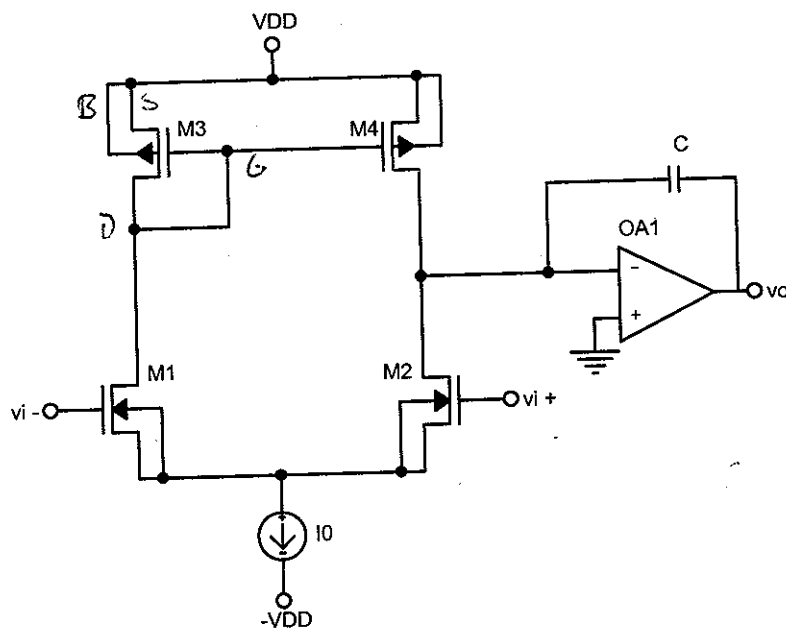 VDD
B
S
M3
M4
G
C
D
OA1
-
+
vo
M1
M2
vi -
vi +
+
-
I0
-VDD